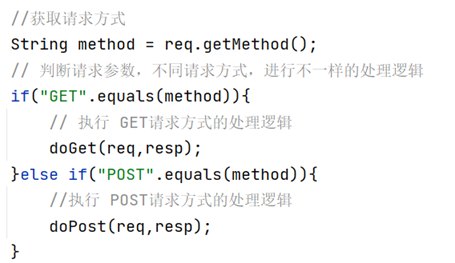 //获取请求方式
String method = req.getMethod();
// 判断请求参数，不同请求方式，进行不一样的处理逻辑
if("GET".equals(method)){
    // 执行 GET请求方式的处理逻辑
    doGet(req,resp);
}else if("POST".equals(method)){
    //执行 POST请求方式的处理逻辑
    doPost(req,resp);
}